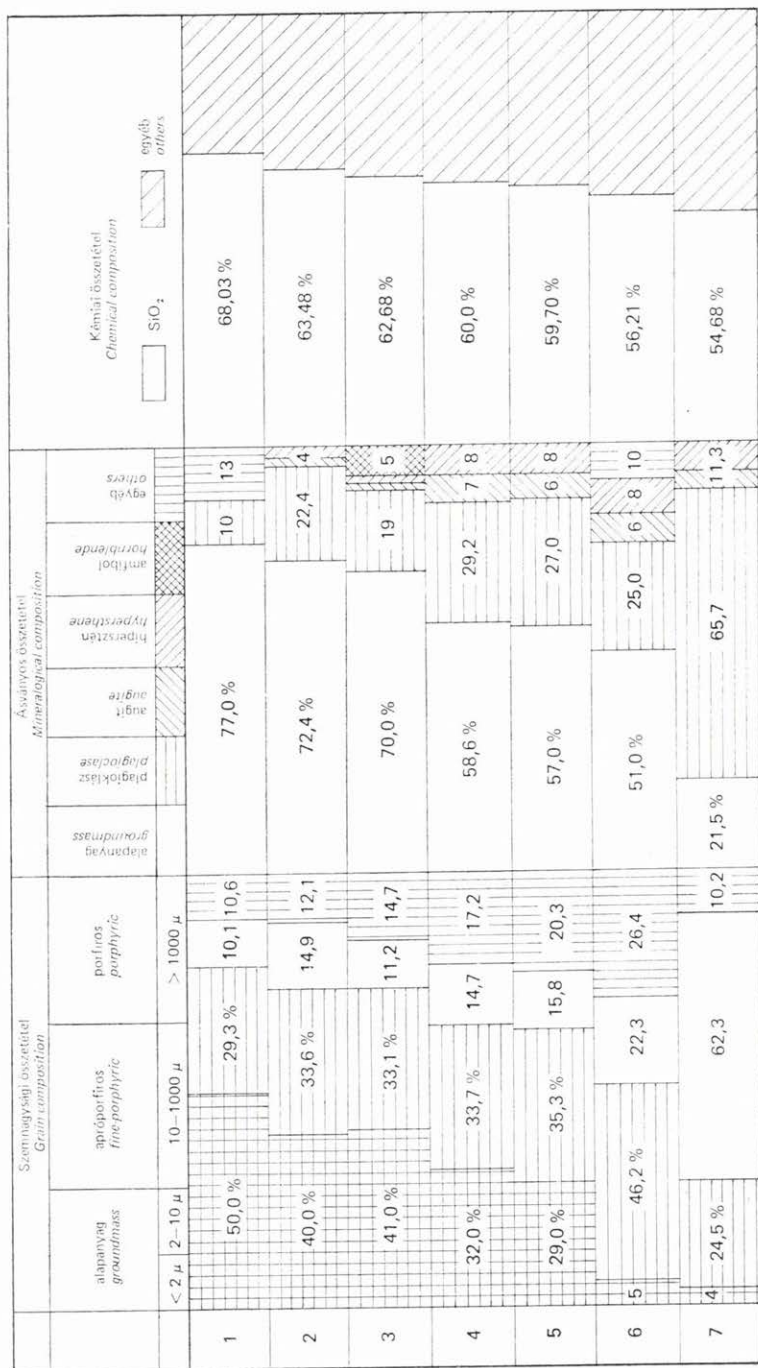 Szemnagysági összetétel
Grain composition
Ásványos összetétel
Mineralogical composition
Kémiai összetétel
Chemical composition
alapanyag
groundmass
apróporfíros
fine-porphyric
porfíros
porphyric
alapanyag
groundmass
plagioklász
plagioclase
augit
augite
hipersztén
hypersthene
amfibol
hornblende
egyéb
others
SiO₂
egyéb
others
< 2 μ
2–10 μ
10–1000 μ
> 1000 μ
1 50,0 % 29,3 % 10,1 10,6 77,0 % 10 13 68,03 %
2 40,0 % 33,6 % 14,9 12,1 72,4 % 22,4 4 63,48 %
3 41,0 % 33,1 % 11,2 14,7 70,0 % 19 5 62,68 %
4 32,0 % 33,7 % 14,7 17,2 58,6 % 29,2 7 8 60,0 %
5 29,0 % 35,3 % 15,8 20,3 57,0 % 27,0 6 8 59,70 %
6 5 46,2 % 22,3 26,4 51,0 % 25,0 6 8 10 56,21 %
7 4 24,5 % 62,3 10,2 21,5 % 65,7 11,3 54,68 %